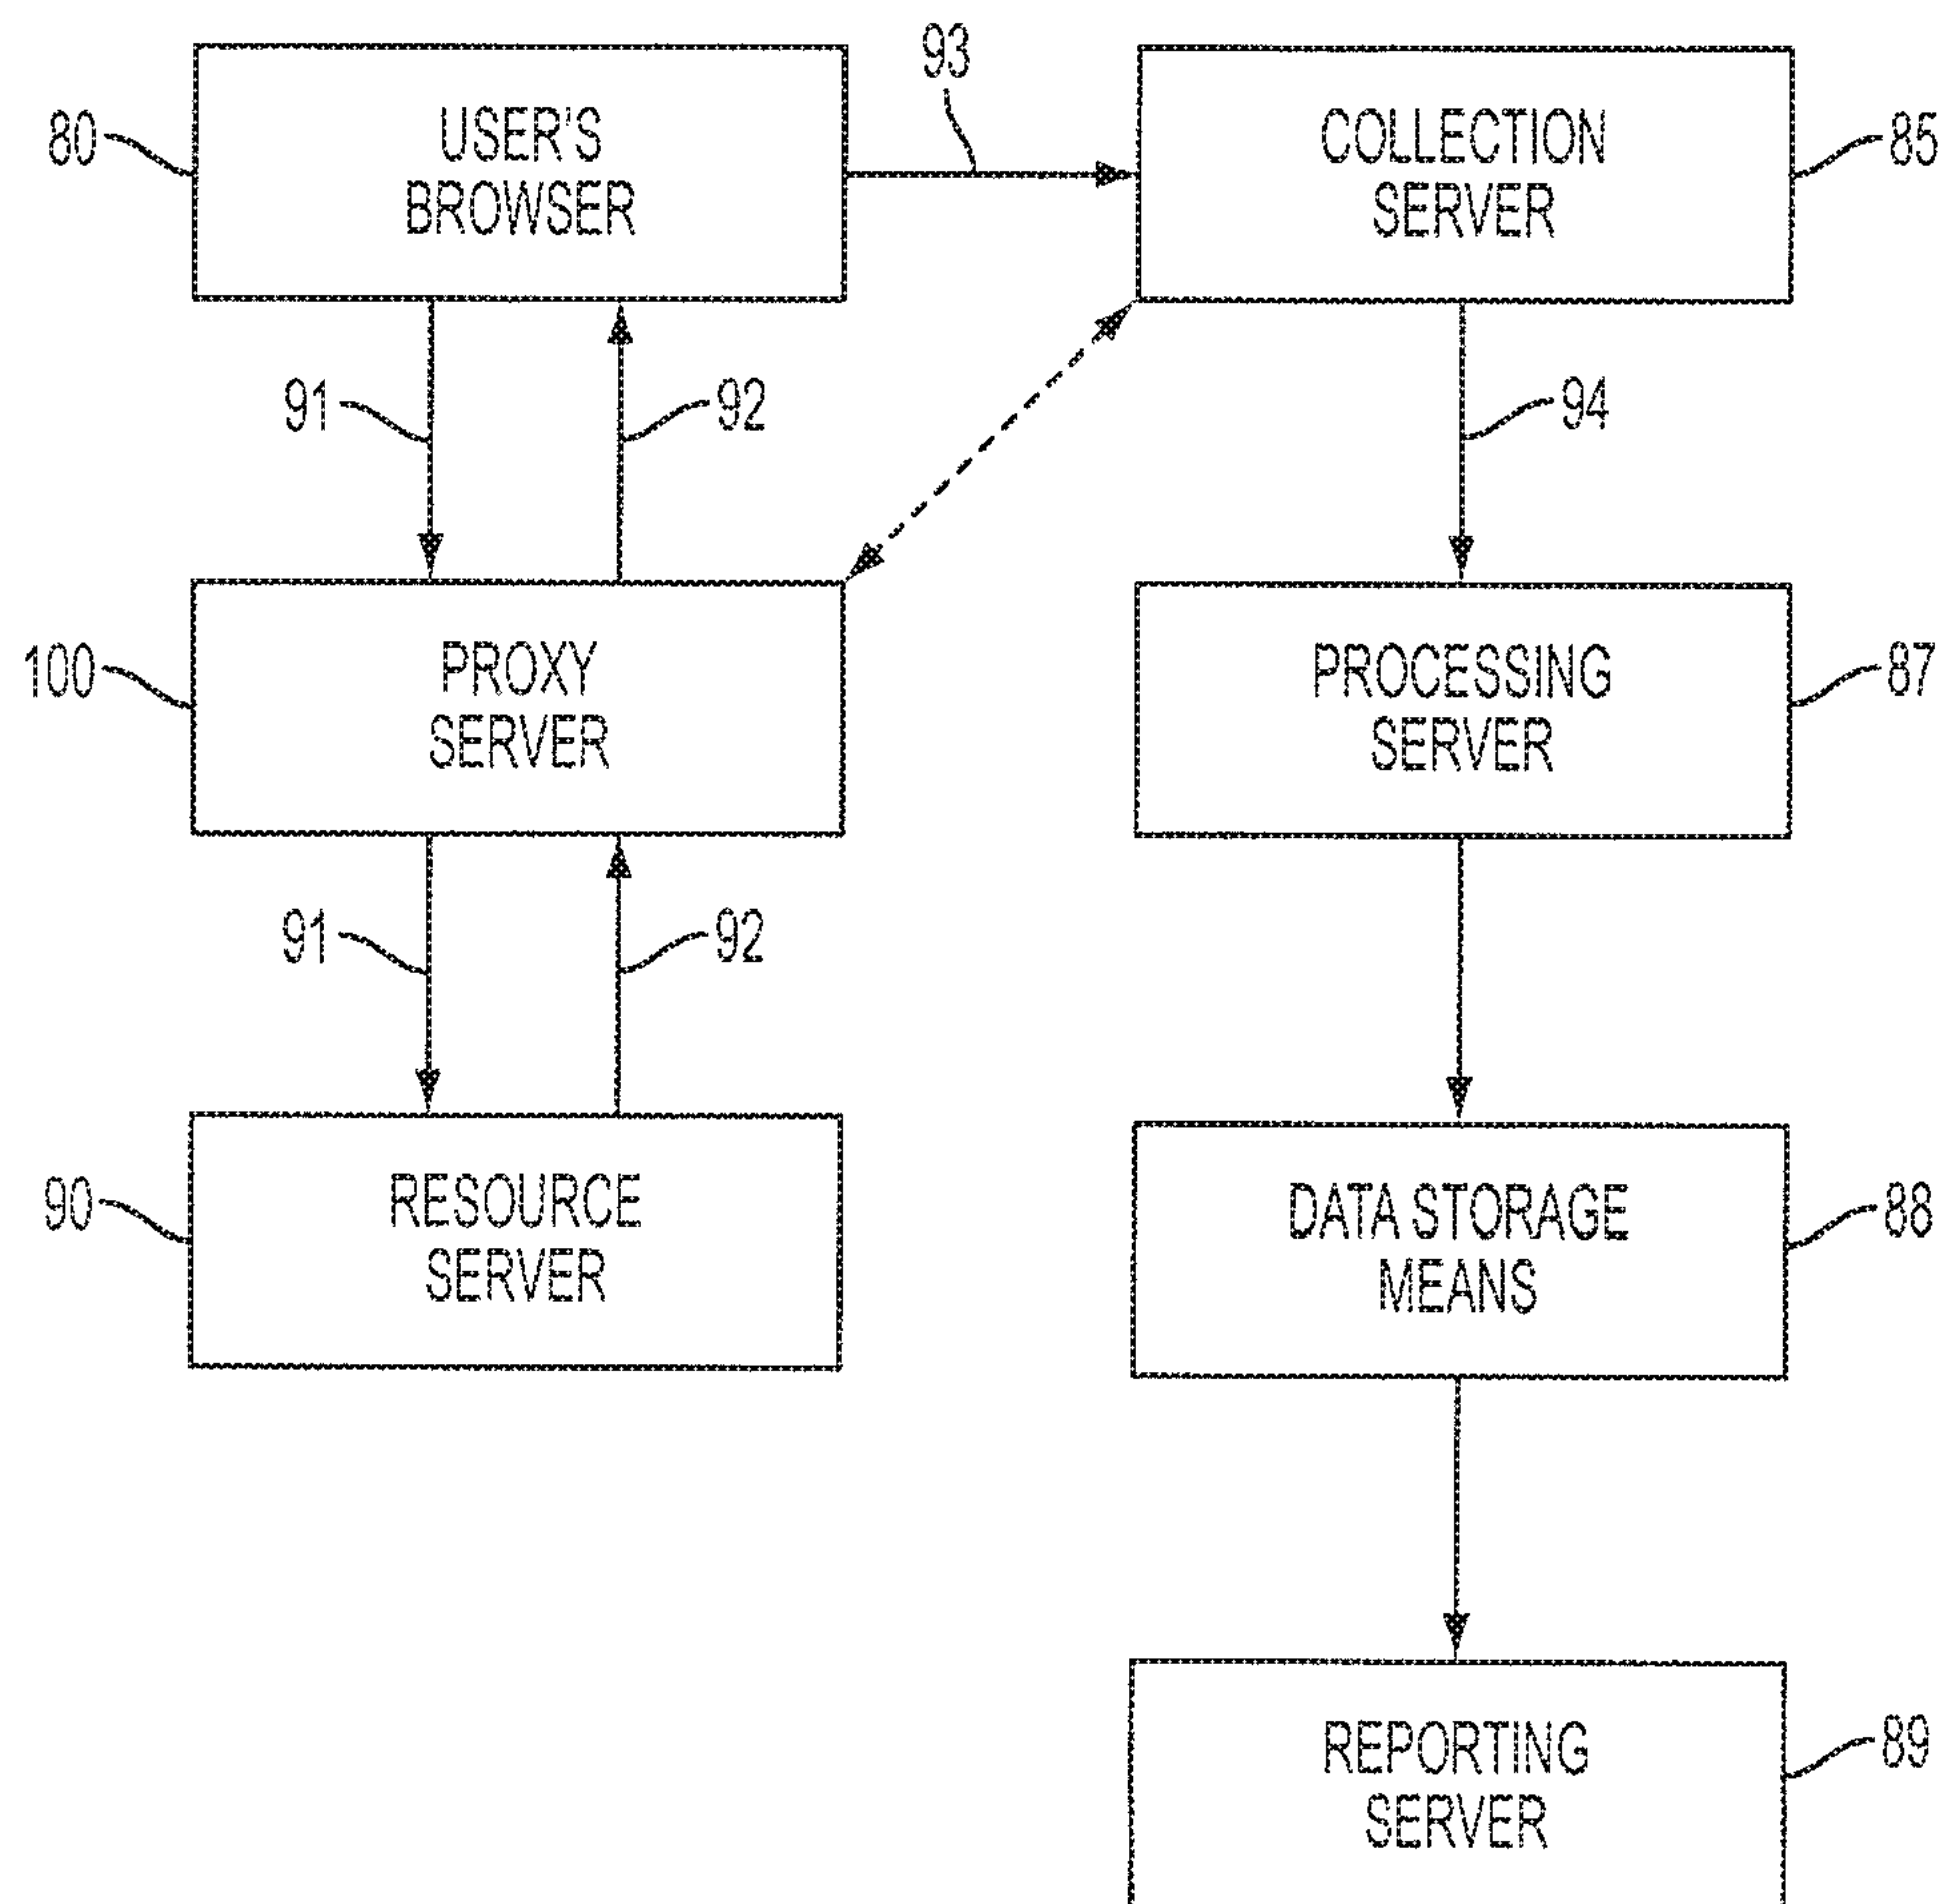 93
80
USER'S
BROWSER
COLLECTION
SERVER
85
91
92
94
100
PROXY
SERVER
PROCESSING
SERVER
87
91
92
90
RESOURCE
SERVER
DATA STORAGE
MEANS
88
REPORTING
SERVER
89